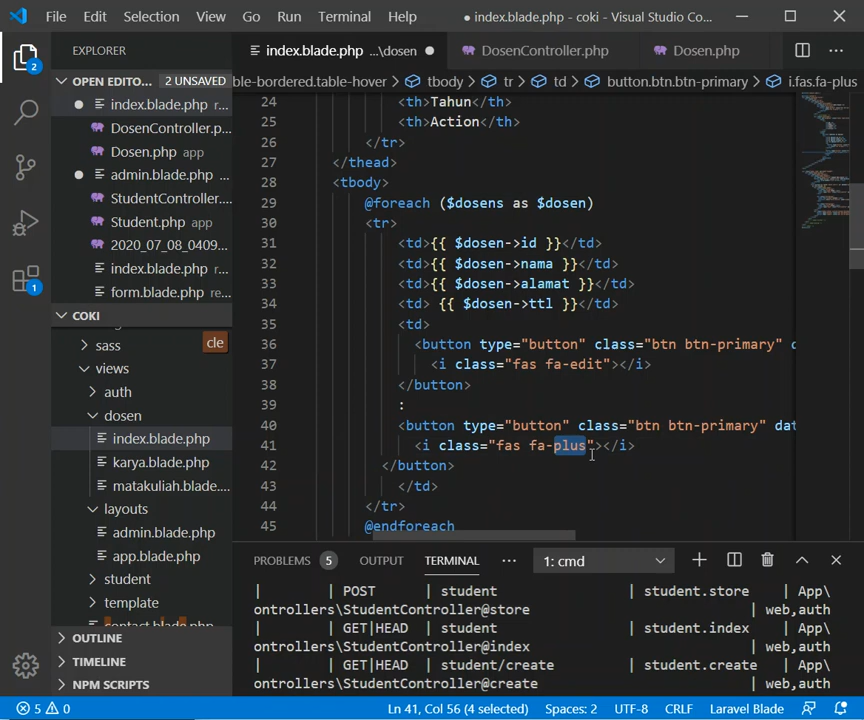 File Edit Selection View Go Run Terminal Help ● index.blade.php - coki - Visual Studio Co...
EXPLORER
index.blade.php ...\dosen ● DosenController.php Dosen.php ...
OPEN EDITO... 2 UNSAVED
ble-bordered.table-hover > tbody > tr > td > button.btn.btn-primary > i.fas.fa-plus
● index.blade.php r...
DosenController.p...
Dosen.php app
● admin.blade.php ...
StudentController...
Student.php app
2020_07_08_0409...
index.blade.php ...
form.blade.php re...
COKI
sass
cle
views
auth
dosen
index.blade.php
karya.blade.php
matakuliah.blade....
layouts
admin.blade.php
app.blade.php
student
template
contact.blade.php
OUTLINE
TIMELINE
NPM SCRIPTS
2
1
24 <th>Tahun</th>
25 <th>Action</th>
26 </tr>
27 </thead>
28 <tbody>
29 @foreach ($dosens as $dosen)
30 <tr>
31 <td>{{ $dosen->id }}</td>
32 <td>{{ $dosen->nama }}</td>
33 <td>{{ $dosen->alamat }}</td>
34 <td> {{ $dosen->ttl }}</td>
35 <td>
36 <button type="button" class="btn btn-primary" d
37 <i class="fas fa-edit"></i>
38 </button>
39 :
40 <button type="button" class="btn btn-primary" dat
41 <i class="fas fa-plus"></i>
42 </button>
43 </td>
44 </tr>
45 @endforeach
PROBLEMS 5 OUTPUT TERMINAL ... 1: cmd
| | POST | student | student.store | App\
ontrollers\StudentController@store | web,auth
| | GET|HEAD | student | student.index | App\
ontrollers\StudentController@index | web,auth
| | GET|HEAD | student/create | student.create | App\
ontrollers\StudentController@create | web,auth
5 0 Ln 41, Col 56 (4 selected) Spaces: 2 UTF-8 CRLF Laravel Blade